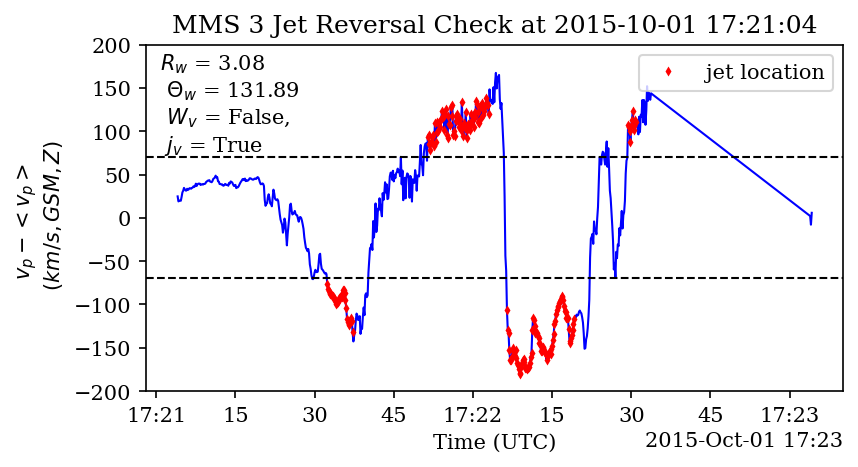 MMS 3 Jet Reversal Check at 2015-10-01 17:21:04
R_w = 3.08
Θ_w = 131.89
W_v = False,
j_v = True
jet location
v_p − < v_p >
(km/s, GSM, Z)
200
150
100
50
0
−50
−100
−150
−200
17:21 15 30 45 17:22 15 30 45 17:23
Time (UTC)
2015-Oct-01 17:23